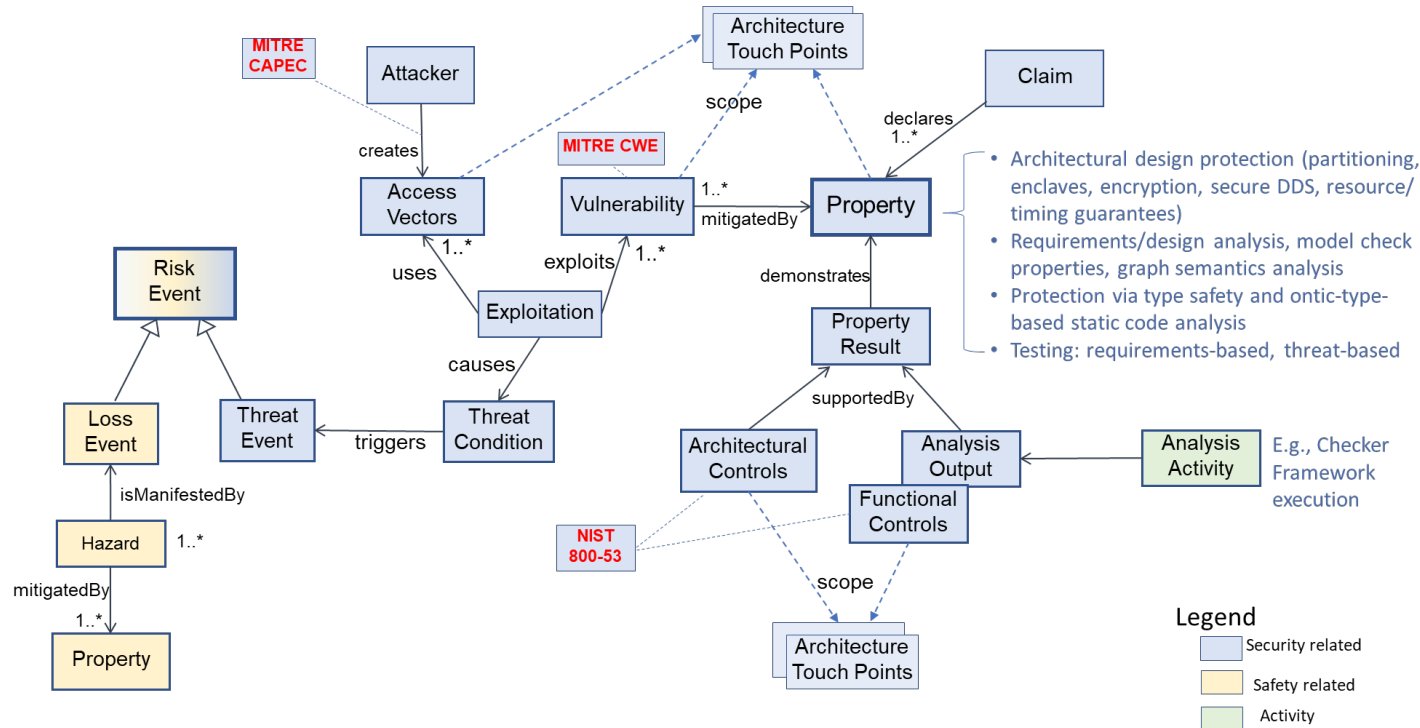 MITRE
CAPEC
Attacker
Architecture
Touch Points
Claim
creates
scope
declares
1..*
MITRE CWE
Access
Vectors
Vulnerability
1..*
mitigatedBy
Property
• Architectural design protection (partitioning,
enclaves, encryption, secure DDS, resource/
timing guarantees)
• Requirements/design analysis, model check
properties, graph semantics analysis
• Protection via type safety and ontic-type-
based static code analysis
• Testing: requirements-based, threat-based
1..*
uses
exploits
1..*
Risk
Event
Exploitation
demonstrates
Property
Result
causes
supportedBy
Loss
Event
Threat
Event
triggers
Threat
Condition
Architectural
Controls
Analysis
Output
Functional
Controls
Analysis
Activity
E.g., Checker
Framework
execution
isManifestedBy
Hazard
1..*
mitigatedBy
1..*
Property
NIST
800-53
scope
Architecture
Touch Points
Legend
Security related
Safety related
Activity